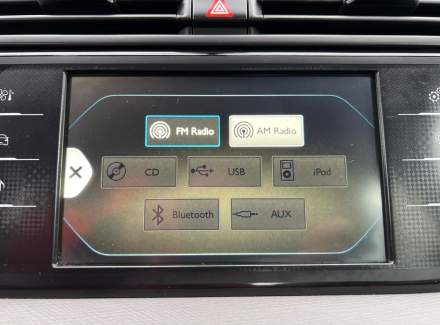 FM Radio AM Radio
CD USB iPod
Bluetooth AUX